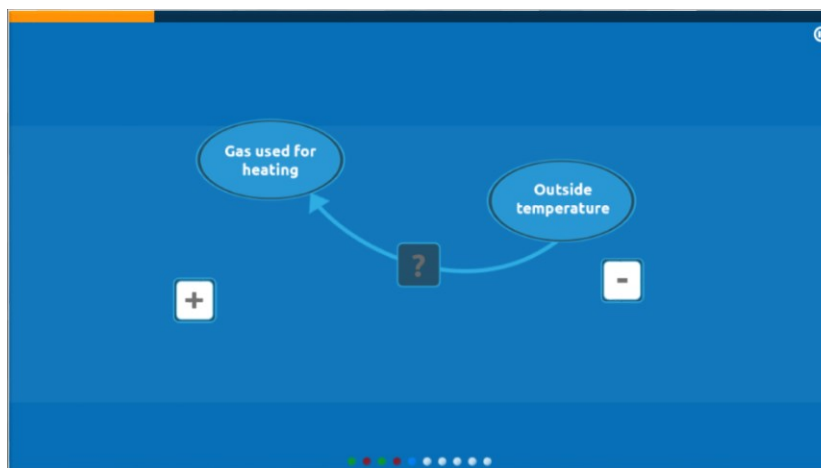 Gas used for
heating
Outside
temperature
?
+
-